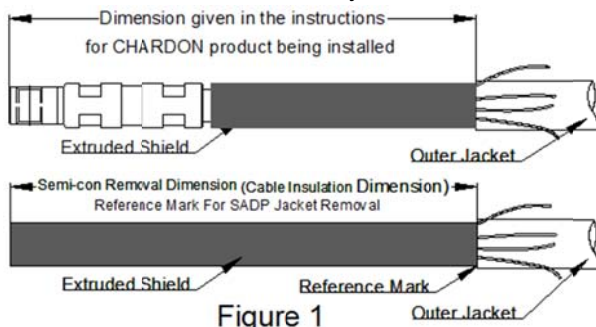 Dimension given in the instructions
for CHARDON product being installed
Extruded Shield
Outer Jacket
Semi-con Removal Dimension (Cable Insulation Dimension)
Reference Mark For SADP Jacket Removal
Extruded Shield
Reference Mark
Outer Jacket
Figure 1